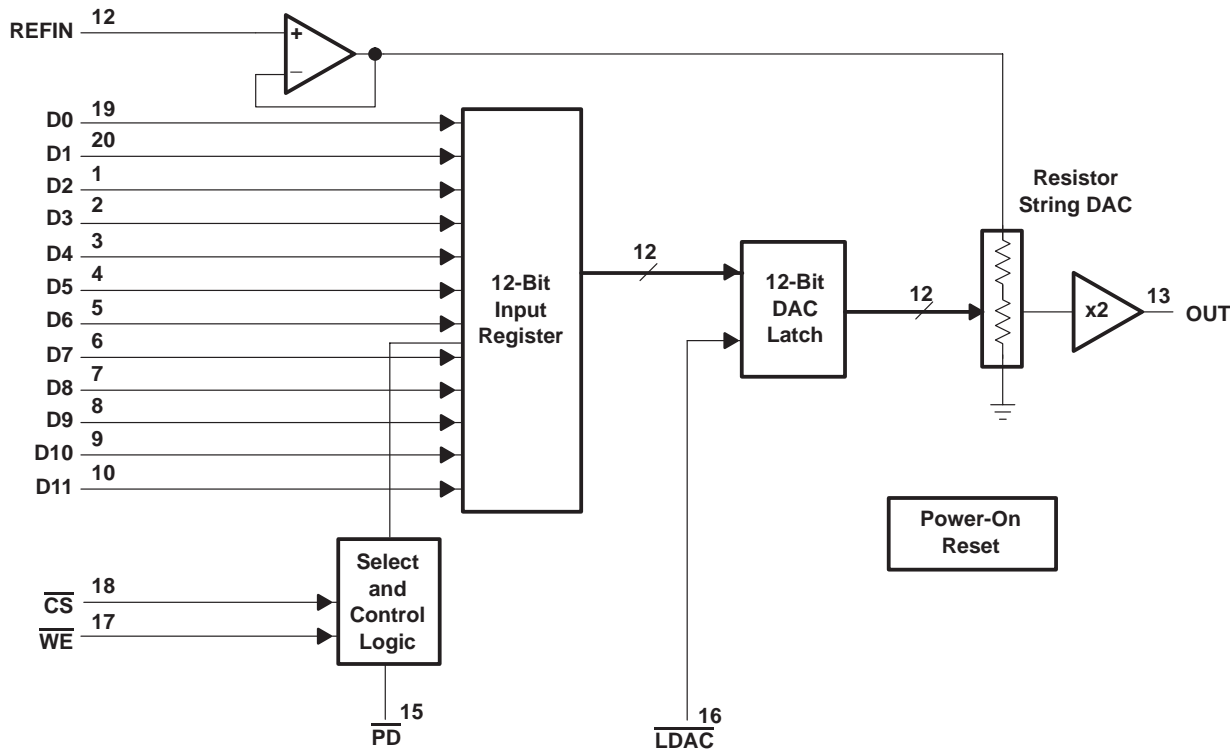 REFIN 12
+
−
D0 19
D1 20
D2 1
D3 2
D4 3
D5 4
D6 5
D7 6
D8 7
D9 8
D10 9
D11 10
12-Bit
Input
Register
12
12-Bit
DAC
Latch
12
Resistor
String DAC
x2
13
OUT
Power-On
Reset
Select
and
Control
Logic
CS 18
WE 17
PD 15
LDAC 16